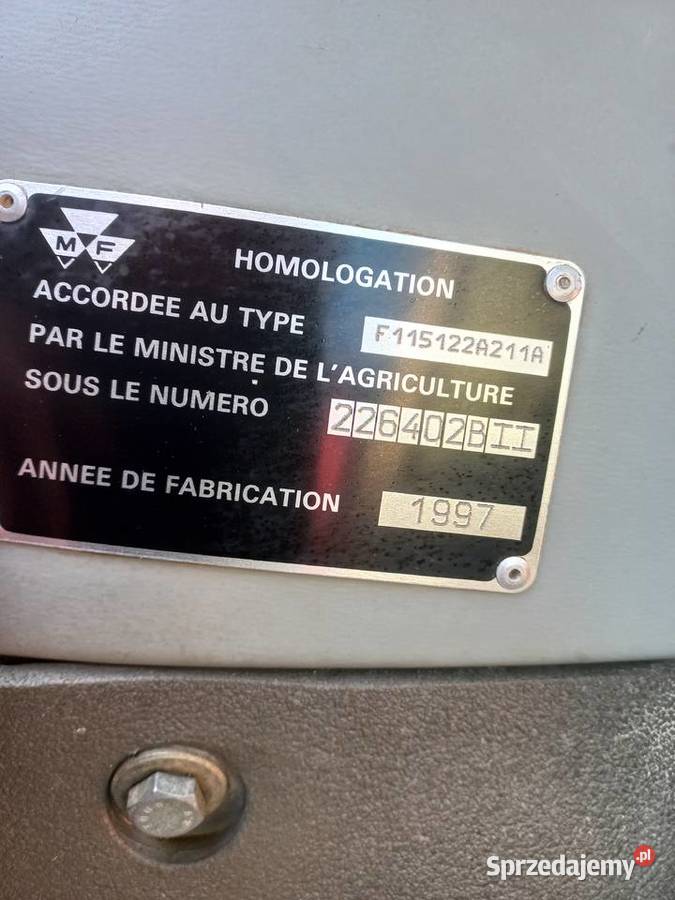 MF
HOMOLOGATION
ACCORDEE AU TYPE F115122A211A
PAR LE MINISTRE DE L'AGRICULTURE
SOUS LE NUMERO 226402BII
ANNEE DE FABRICATION 1997
Sprzedajemy.pl